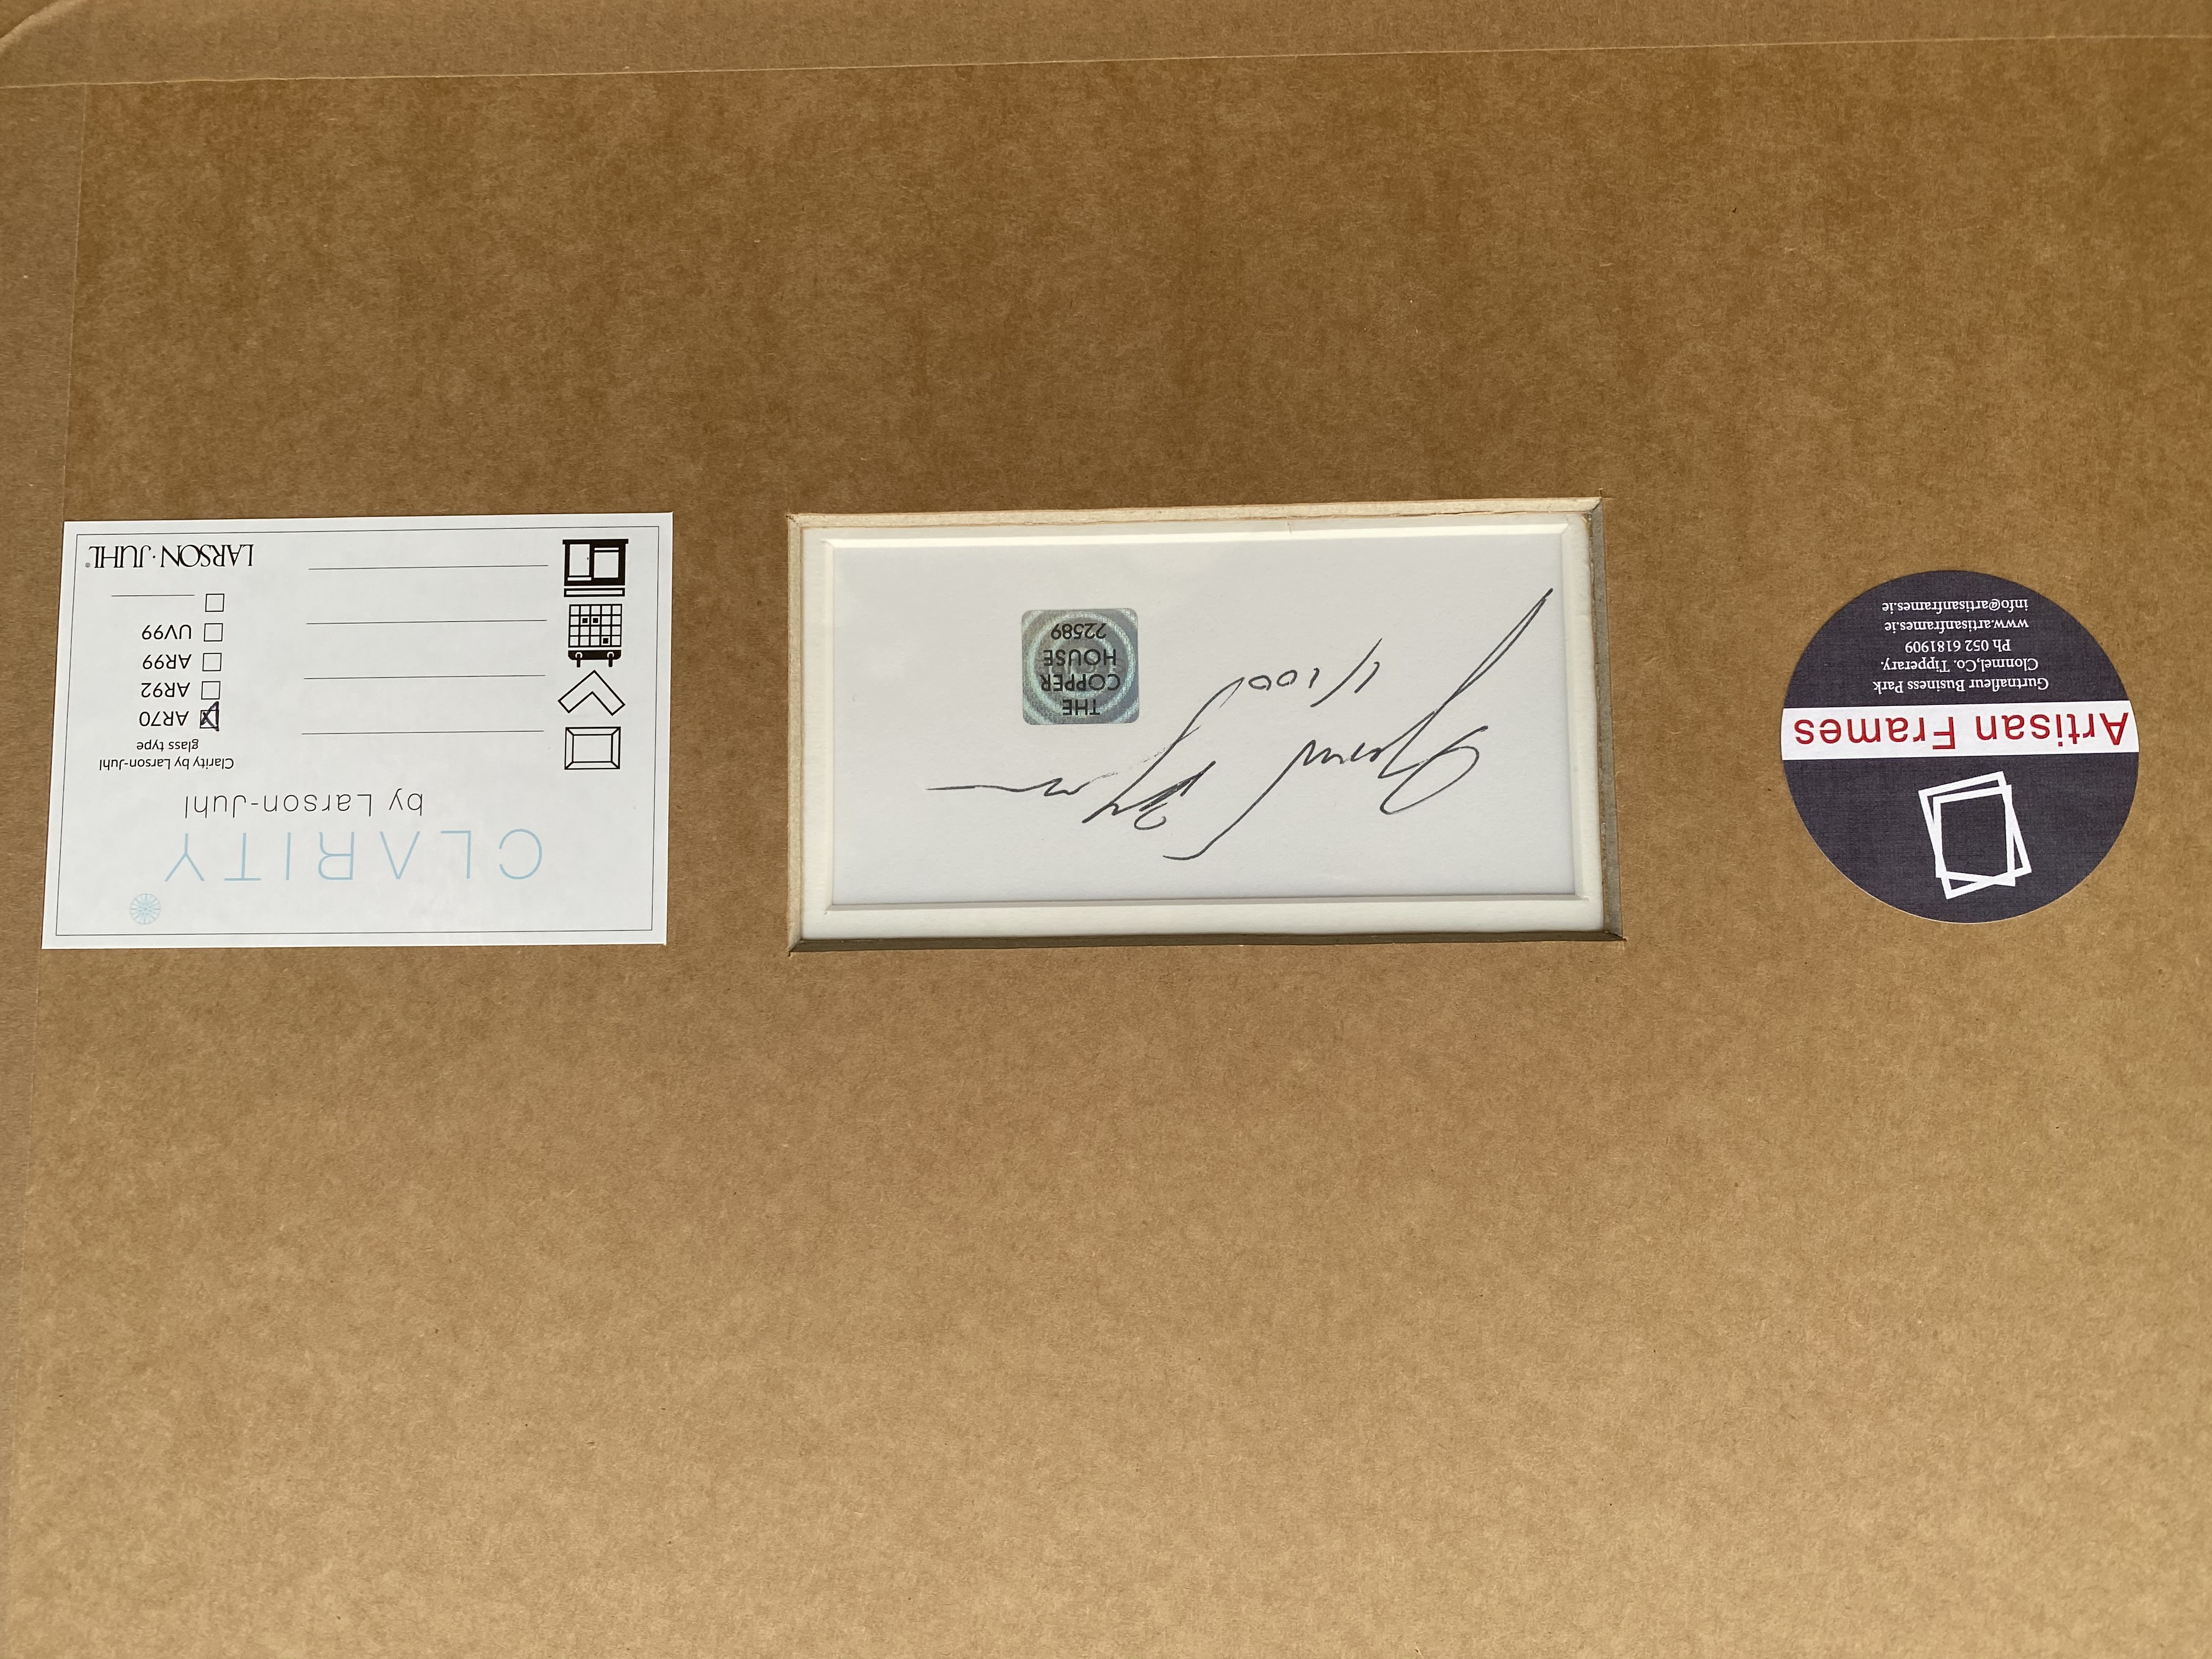 Artisan Frames
Gurtnafleur Business Park
Clonmel,Co. Tipperary.
Ph 052 6181909
www.artisanframes.ie
info@artisanframes.ie
1/100
THE
COPPER
HOUSE
72589
CLARITY
by Larson-Juhl
Clarity by Larson-Juhl
glass type
AR70
AR92
AR99
UV99
LARSON·JUHL®